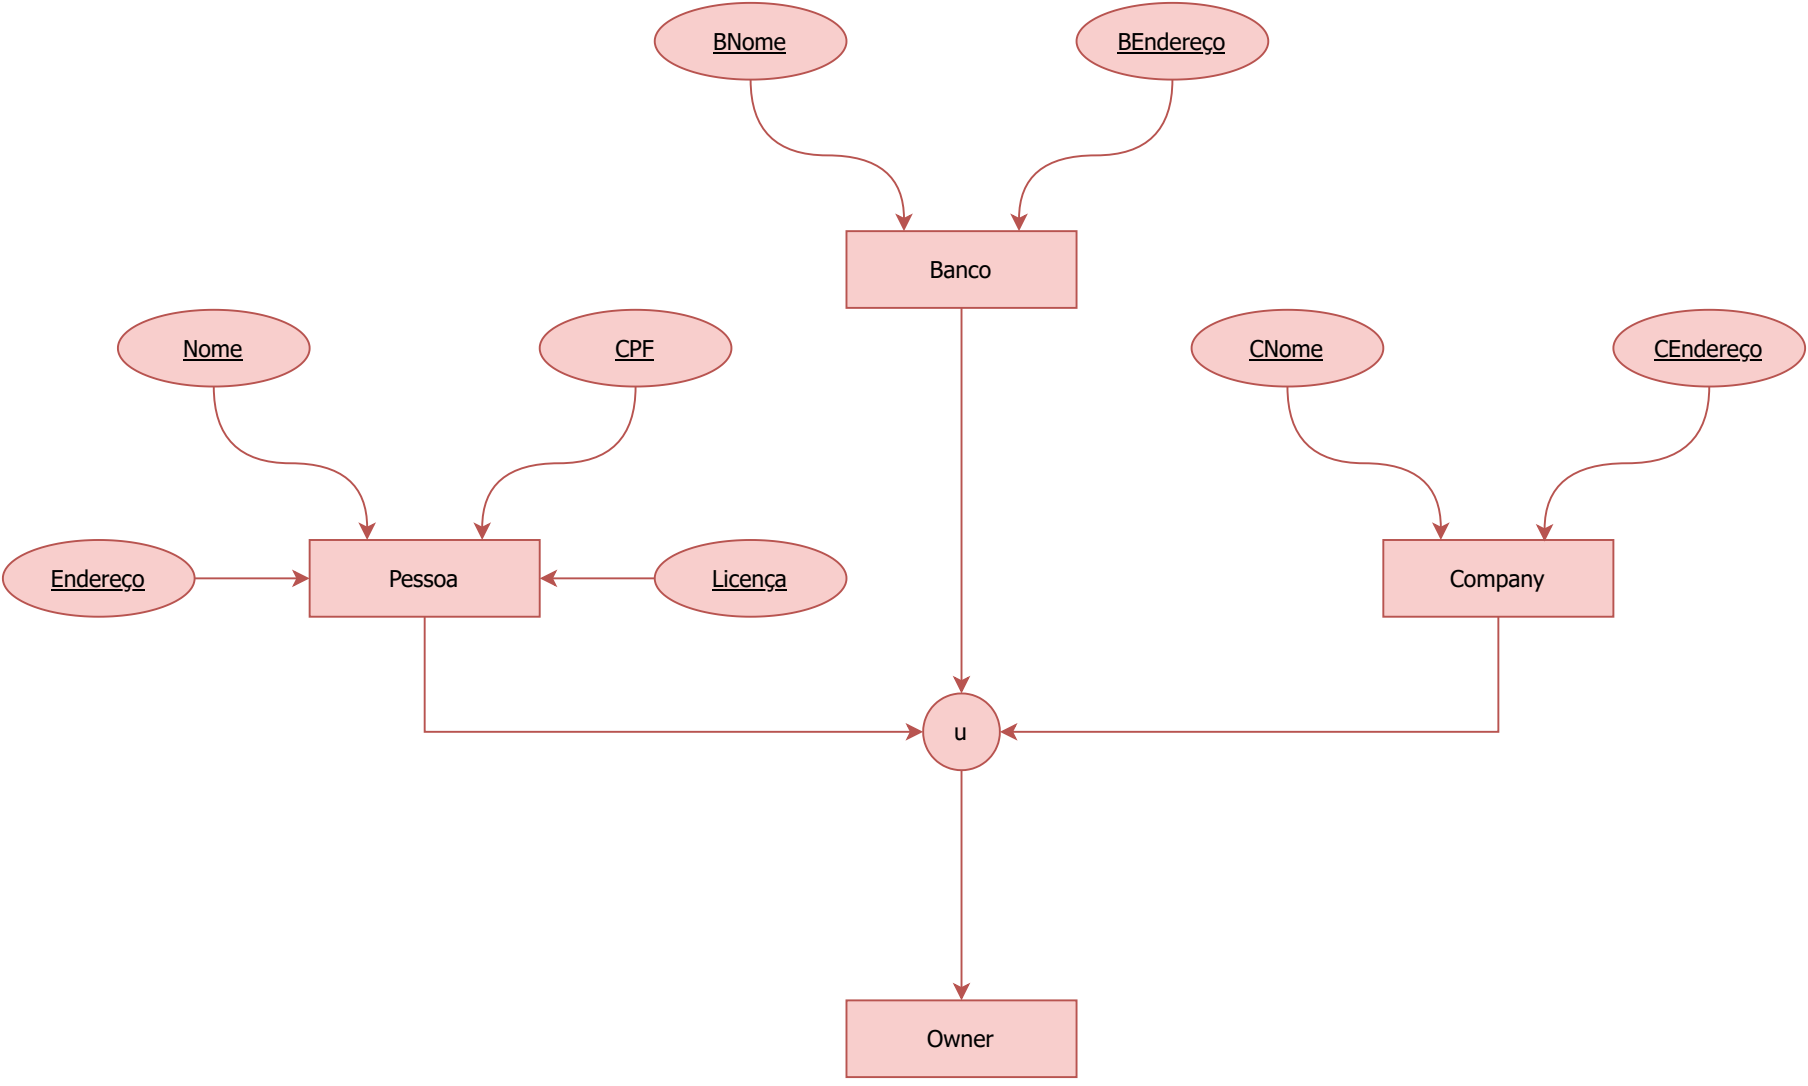 BNome
BEndereço
Banco
Nome
CPF
CNome
CEndereço
Endereço
Pessoa
Licença
Company
u
Owner